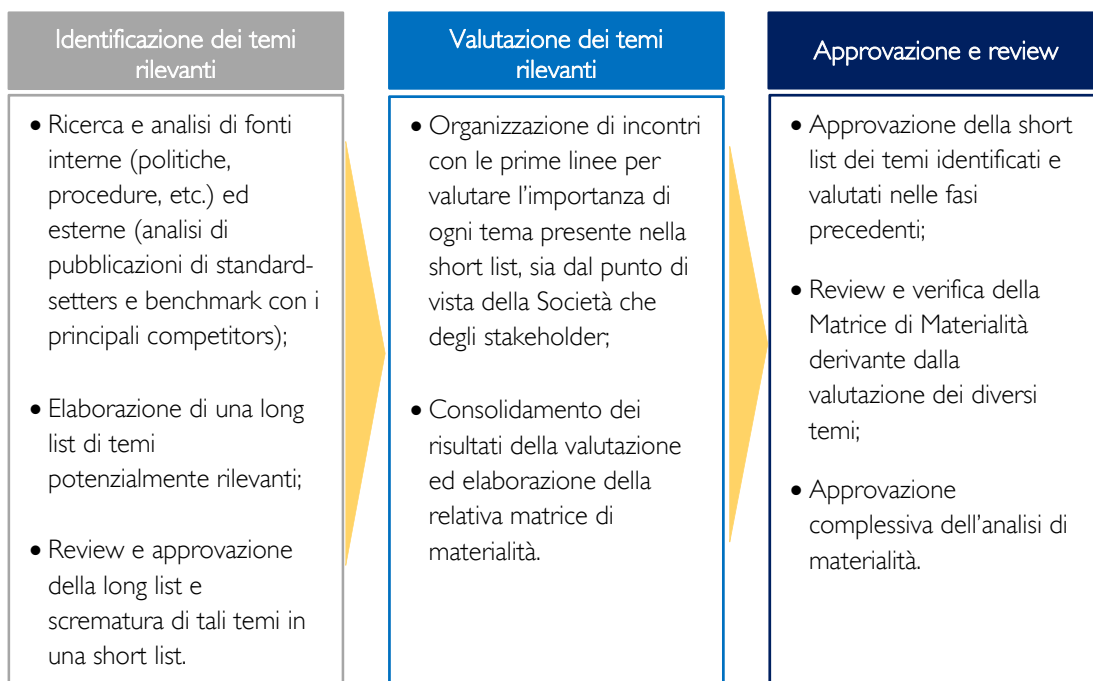 Identificazione dei temi
rilevanti
• Ricerca e analisi di fonti
interne (politiche,
procedure, etc.) ed
esterne (analisi di
pubblicazioni di standard-
setters e benchmark con i
principali competitors);
• Elaborazione di una long
list di temi
potenzialmente rilevanti;
• Review e approvazione
della long list e
scrematura di tali temi in
una short list.
Valutazione dei temi
rilevanti
• Organizzazione di incontri
con le prime linee per
valutare l’importanza di
ogni tema presente nella
short list, sia dal punto di
vista della Società che
degli stakeholder;
• Consolidamento dei
risultati della valutazione
ed elaborazione della
relativa matrice di
materialità.
Approvazione e review
• Approvazione della short
list dei temi identificati e
valutati nelle fasi
precedenti;
• Review e verifica della
Matrice di Materialità
derivante dalla
valutazione dei diversi
temi;
• Approvazione
complessiva dell’analisi di
materialità.